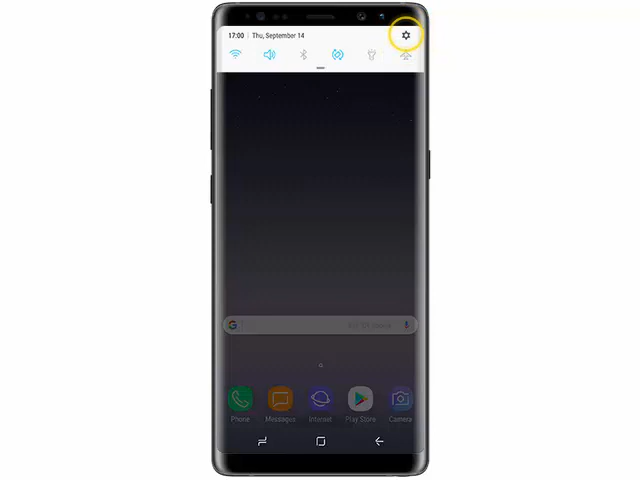 17:00 | Thu, September 14
G
Phone Messages Internet Play Store Camera